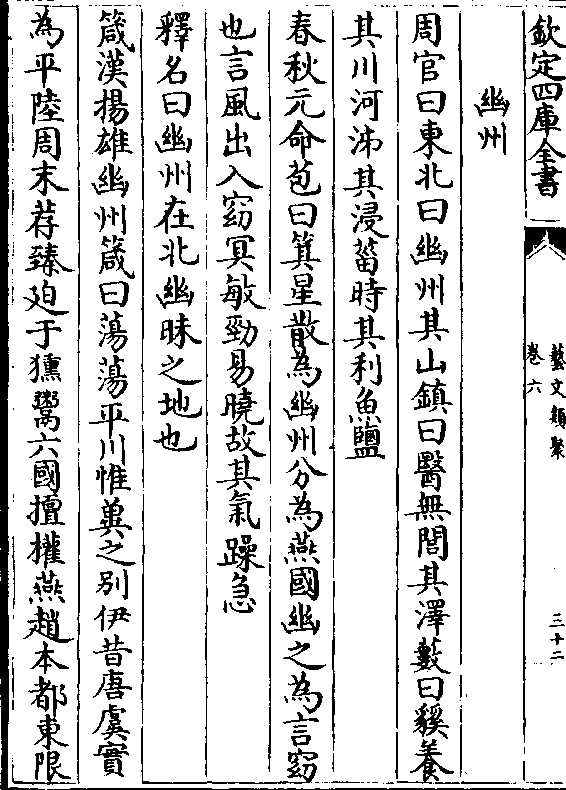 欽定四庫全書
藝文類聚
卷六
三十二
幽州
周官曰東北曰幽州其山鎮曰醫無閭其澤藪曰貕養
其川河泲其浸菑時其利魚鹽
春秋元命苞曰箕星散為幽州分為燕國幽之為言窈
也言風出入窈冥敏勁易曉故其氣躁急
釋名曰幽州在北幽昧之地也
箴漢揚雄幽州箴曰蕩蕩平川惟冀之別伊昔唐虞實
為平陸周末荐臻廹于獯鬻六國擅權燕趙本都東限